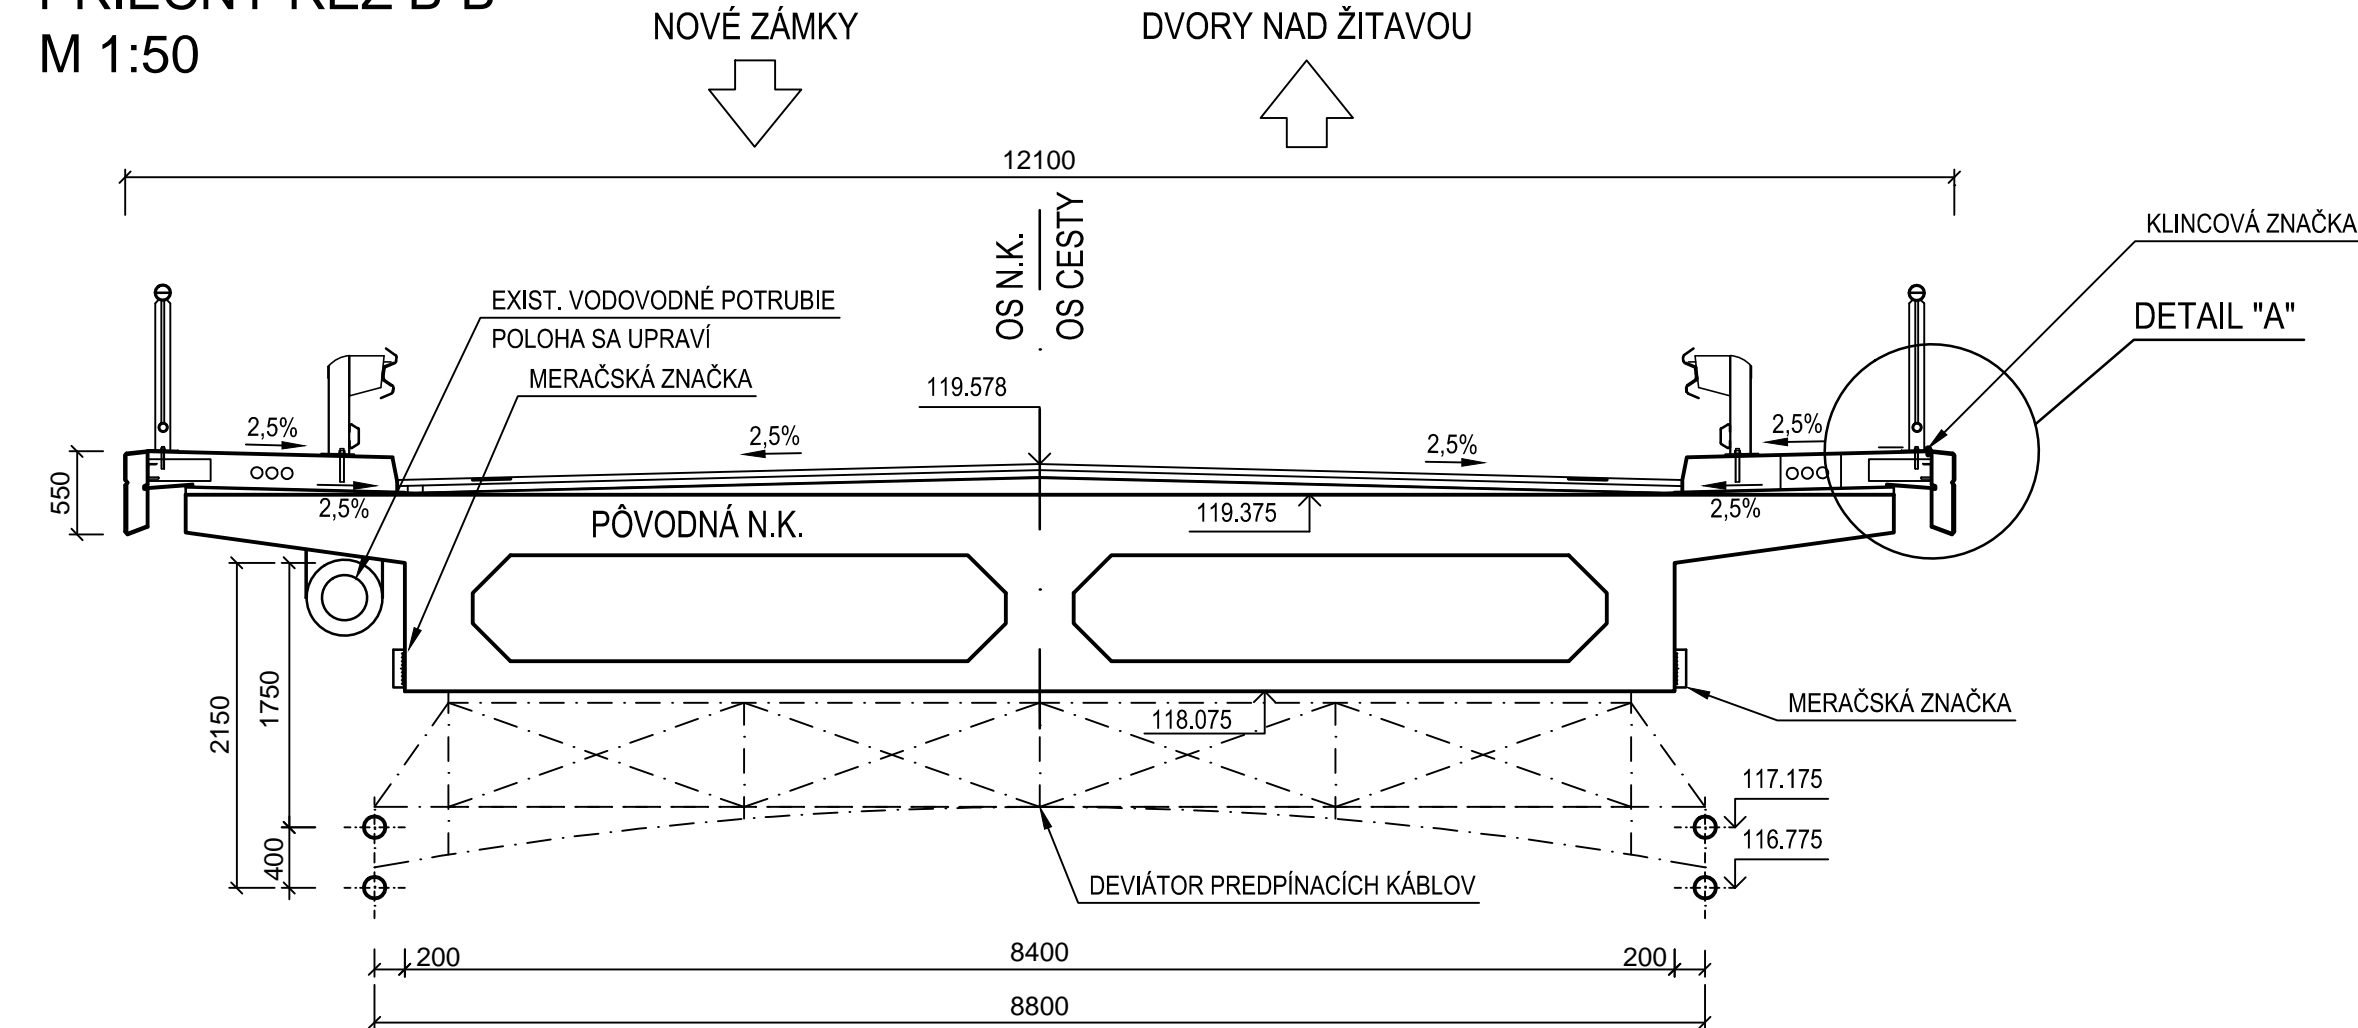 M 1:50
NOVÉ ZÁMKY
DVORY NAD ŽITAVOU
12100
OS N.K.
OS CESTY
KLINCOVÁ ZNAČKA
DETAIL "A"
EXIST. VODOVODNÉ POTRUBIE
POLOHA SA UPRAVÍ
MERAČSKÁ ZNAČKA
119.578
2,5%
2,5%
2,5%
2,5%
550
2,5%
2,5%
PÔVODNÁ N.K.
119.375
2150
1750
400
118.075
MERAČSKÁ ZNAČKA
117.175
116.775
DEVIÁTOR PREDPÍNACÍCH KÁBLOV
200
8400
200
8800